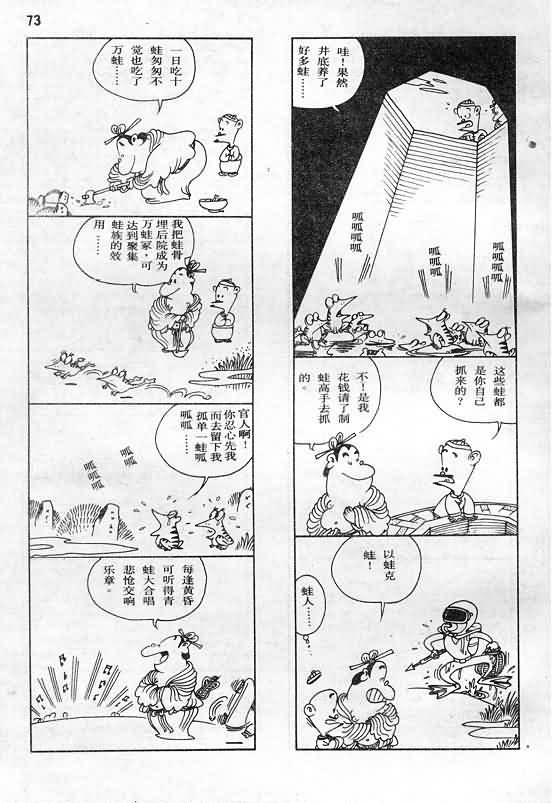 73
哇！果然
井底养了
好多蛙……
呱呱呱
呱呱呱
呱呱呱
这些蛙都
是你自己
抓来的？
不！是我
花钱请了制
蛙高手去抓
的。
以蛙克
蛙！
蛙人……
一日吃十
蛙匆匆不
觉也吃了
万蛙……
我把蛙骨
埋后院成为
万蛙冢，可
达到聚集
蛙族的效
用……
官人啊！
你忍心先我
而去留下我
孤单一蛙呱
呱呱……
呱呱
呱呱
呱呱
每逢黄昏
可听得青
蛙大合唱
悲怆交响
乐章。